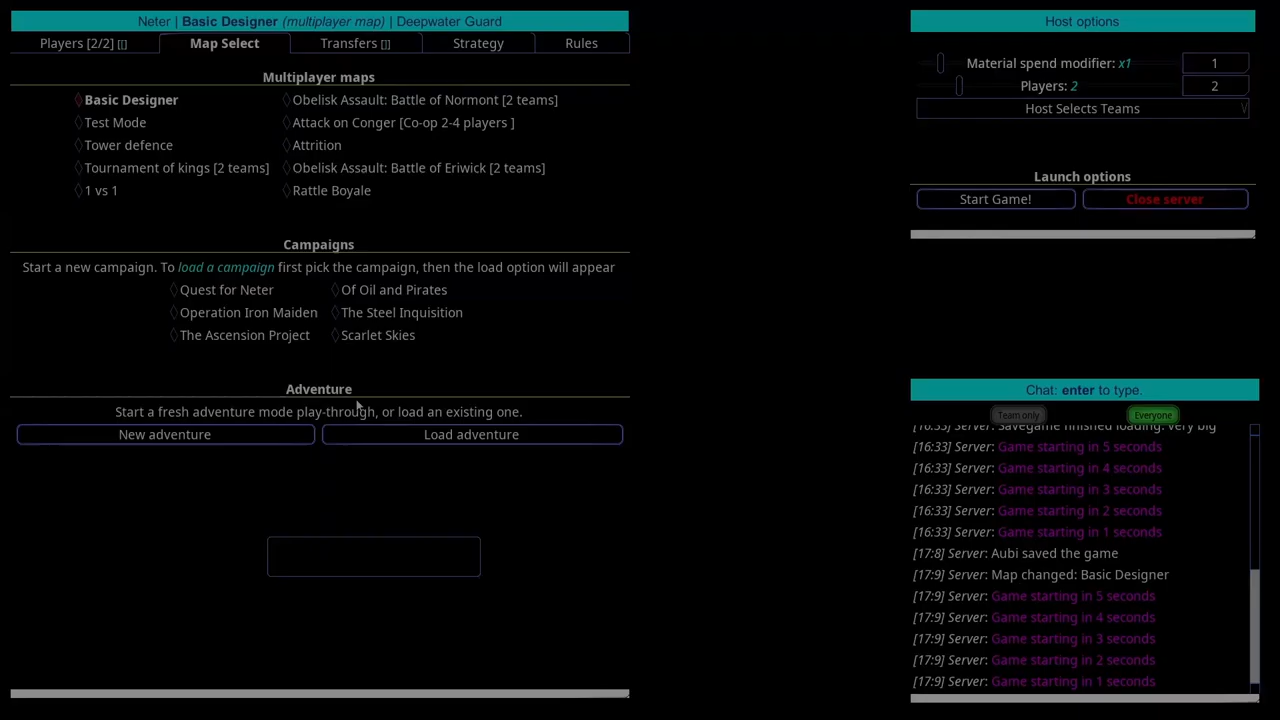 Neter | Basic Designer (multiplayer map) | Deepwater Guard
Players [2/2] [[]]
Map Select
Transfers [[]]
Strategy
Rules
Multiplayer maps
Basic Designer
Obelisk Assault: Battle of Normont [2 teams]
Test Mode
Attack on Conger [Co-op 2-4 players ]
Tower defence
Attrition
Tournament of kings [2 teams]
Obelisk Assault: Battle of Eriwick [2 teams]
1 vs 1
Rattle Boyale
Campaigns
Start a new campaign. To load a campaign first pick the campaign, then the load option will appear
Quest for Neter
Of Oil and Pirates
Operation Iron Maiden
The Steel Inquisition
The Ascension Project
Scarlet Skies
Adventure
Start a fresh adventure mode play-through, or load an existing one.
New adventure
Load adventure
Host options
Material spend modifier: x1
1
Players: 2
2
Host Selects Teams
Launch options
Start Game!
Close server
Chat: enter to type.
Team only
Everyone
[16:33] Server: Savegame finished loading: very big
[16:33] Server: Game starting in 5 seconds
[16:33] Server: Game starting in 4 seconds
[16:33] Server: Game starting in 3 seconds
[16:33] Server: Game starting in 2 seconds
[16:33] Server: Game starting in 1 seconds
[17:8] Server: Aubi saved the game
[17:9] Server: Map changed: Basic Designer
[17:9] Server: Game starting in 5 seconds
[17:9] Server: Game starting in 4 seconds
[17:9] Server: Game starting in 3 seconds
[17:9] Server: Game starting in 2 seconds
[17:9] Server: Game starting in 1 seconds